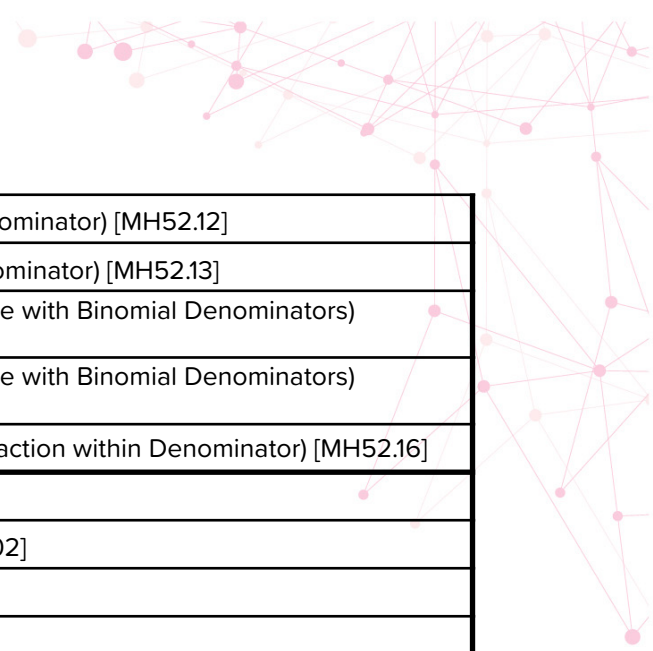 ominator) [MH52.12]
ominator) [MH52.13]
e with Binomial Denominators)
e with Binomial Denominators)
action within Denominator) [MH52.16]
02]